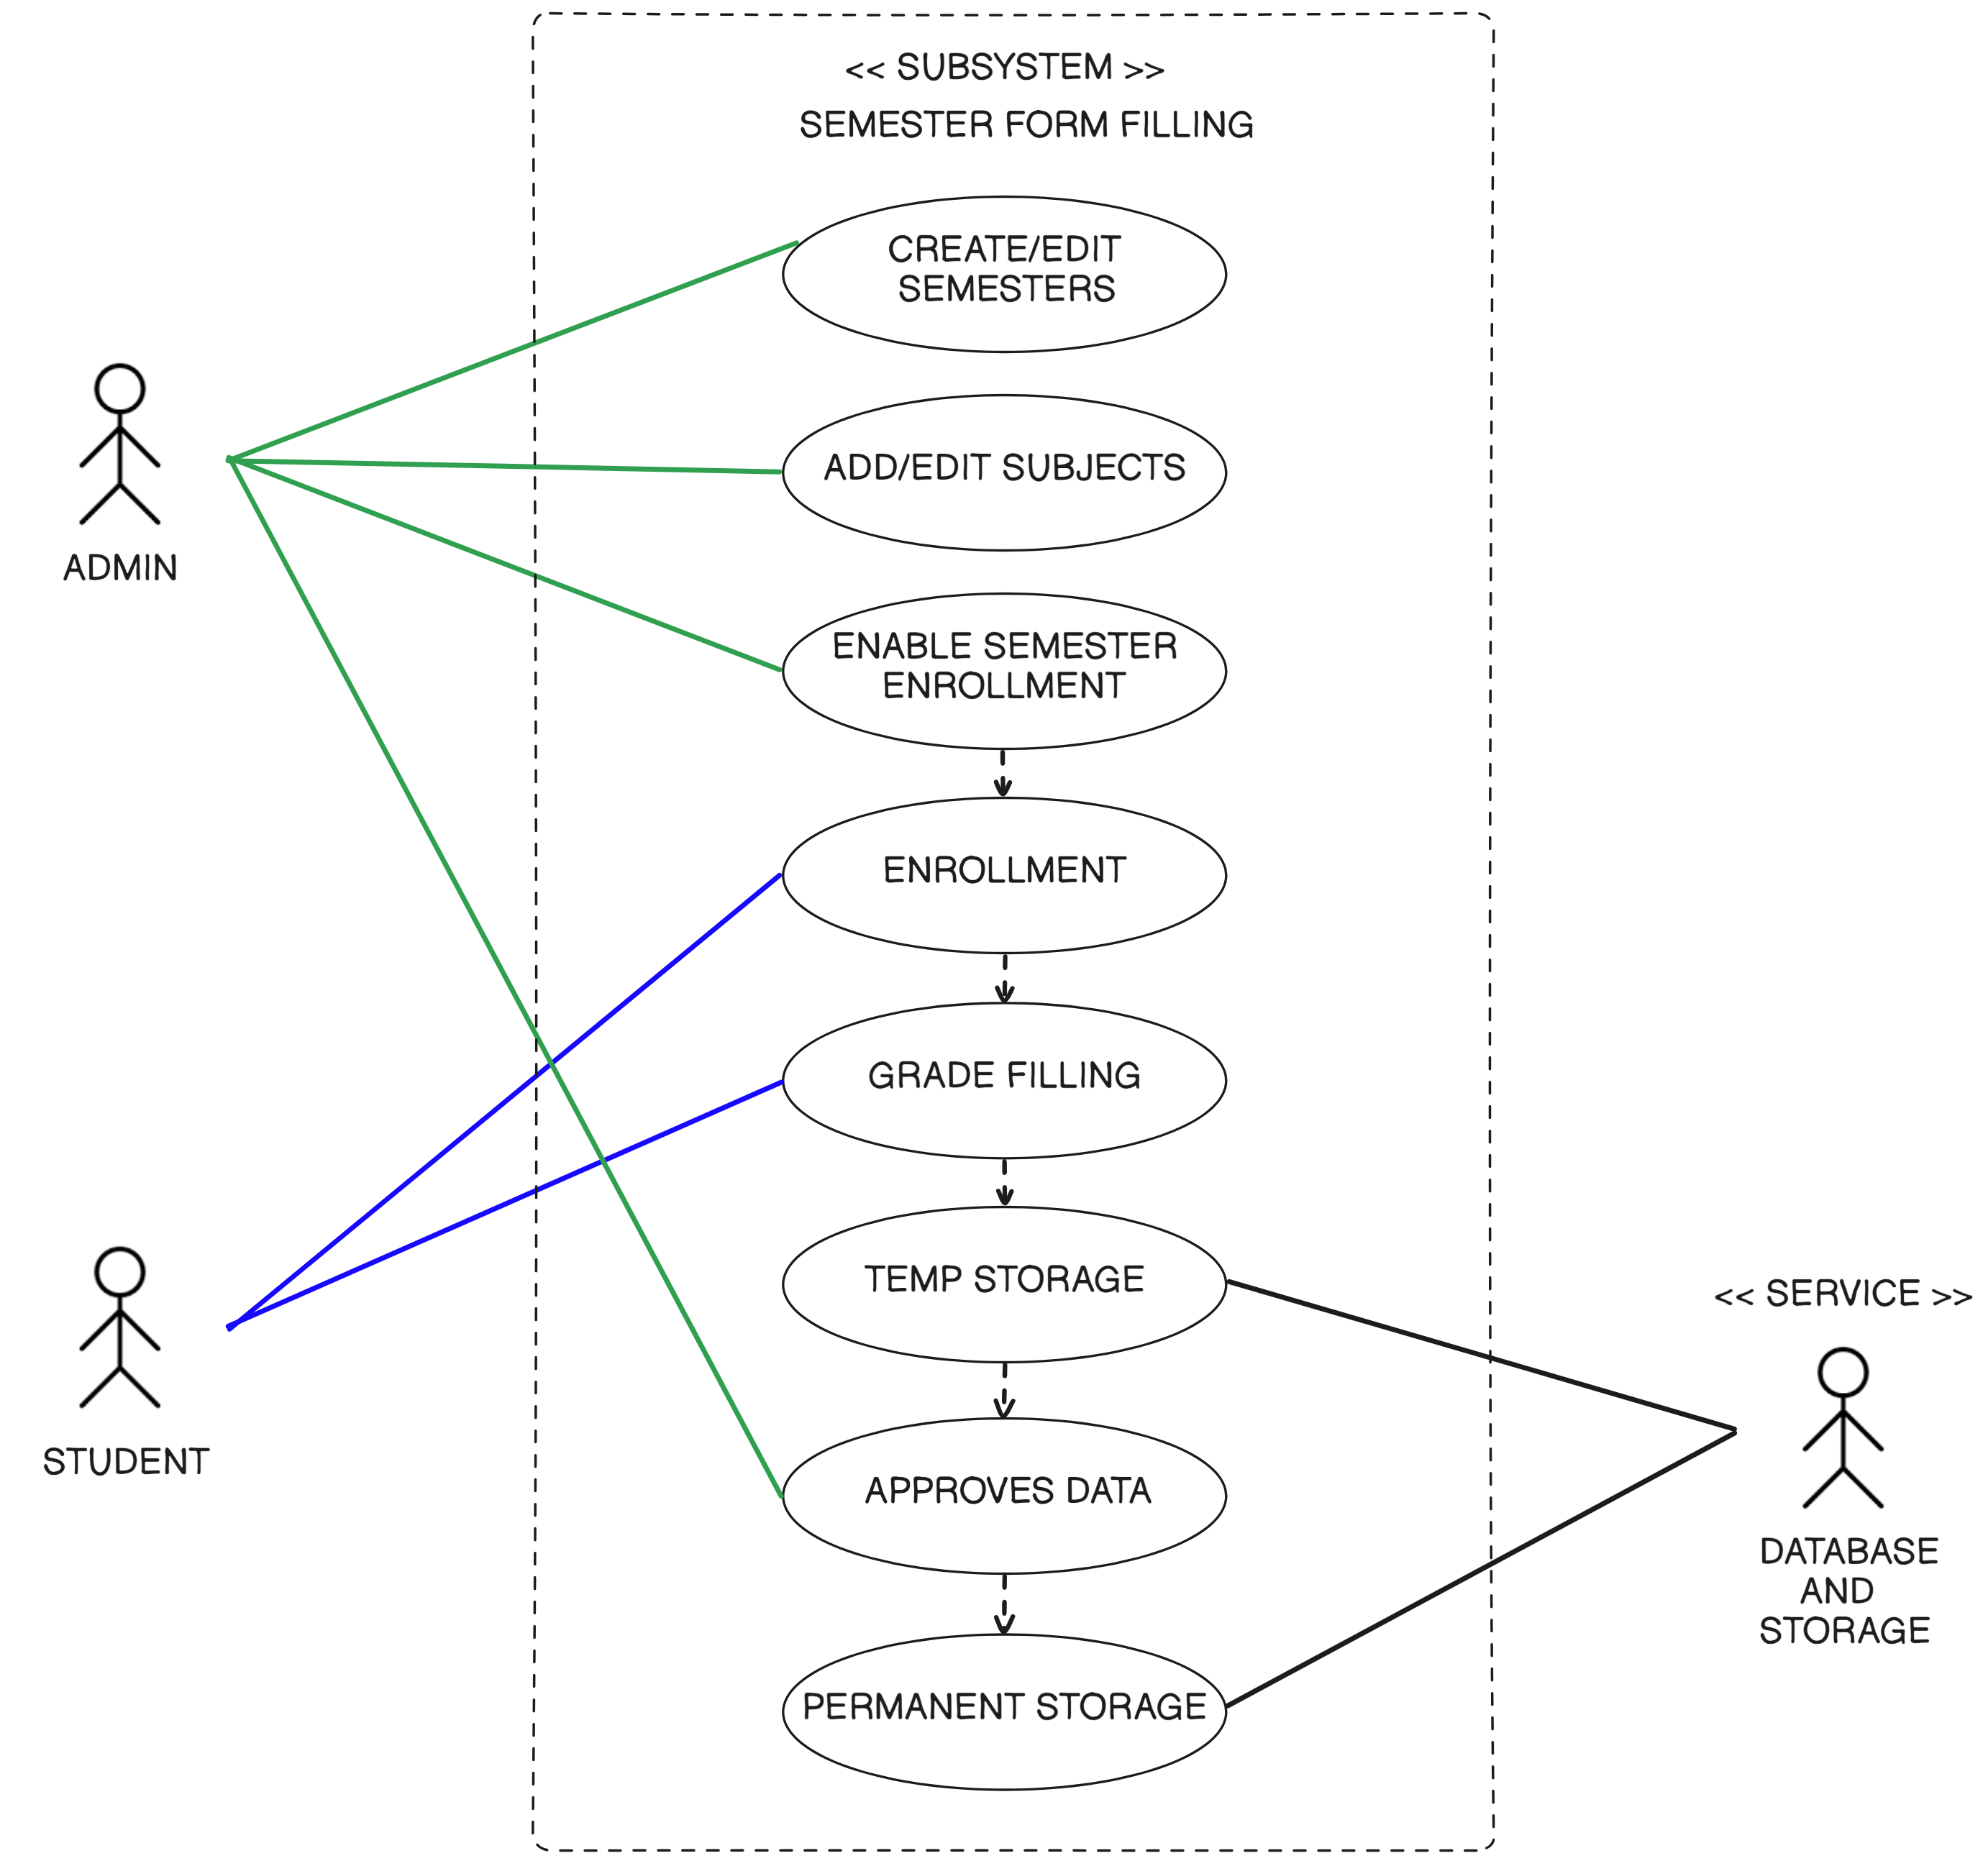 << SUBSYSTEM >>
SEMESTER FORM FILLING
CREATE/EDIT
SEMESTERS
ADD/EDIT SUBJECTS
ADMIN
ENABLE SEMESTER
ENROLLMENT
ENROLLMENT
GRADE FILLING
TEMP STORAGE
<< SERVICE >>
STUDENT
APPROVES DATA
DATABASE
AND
STORAGE
PERMANENT STORAGE